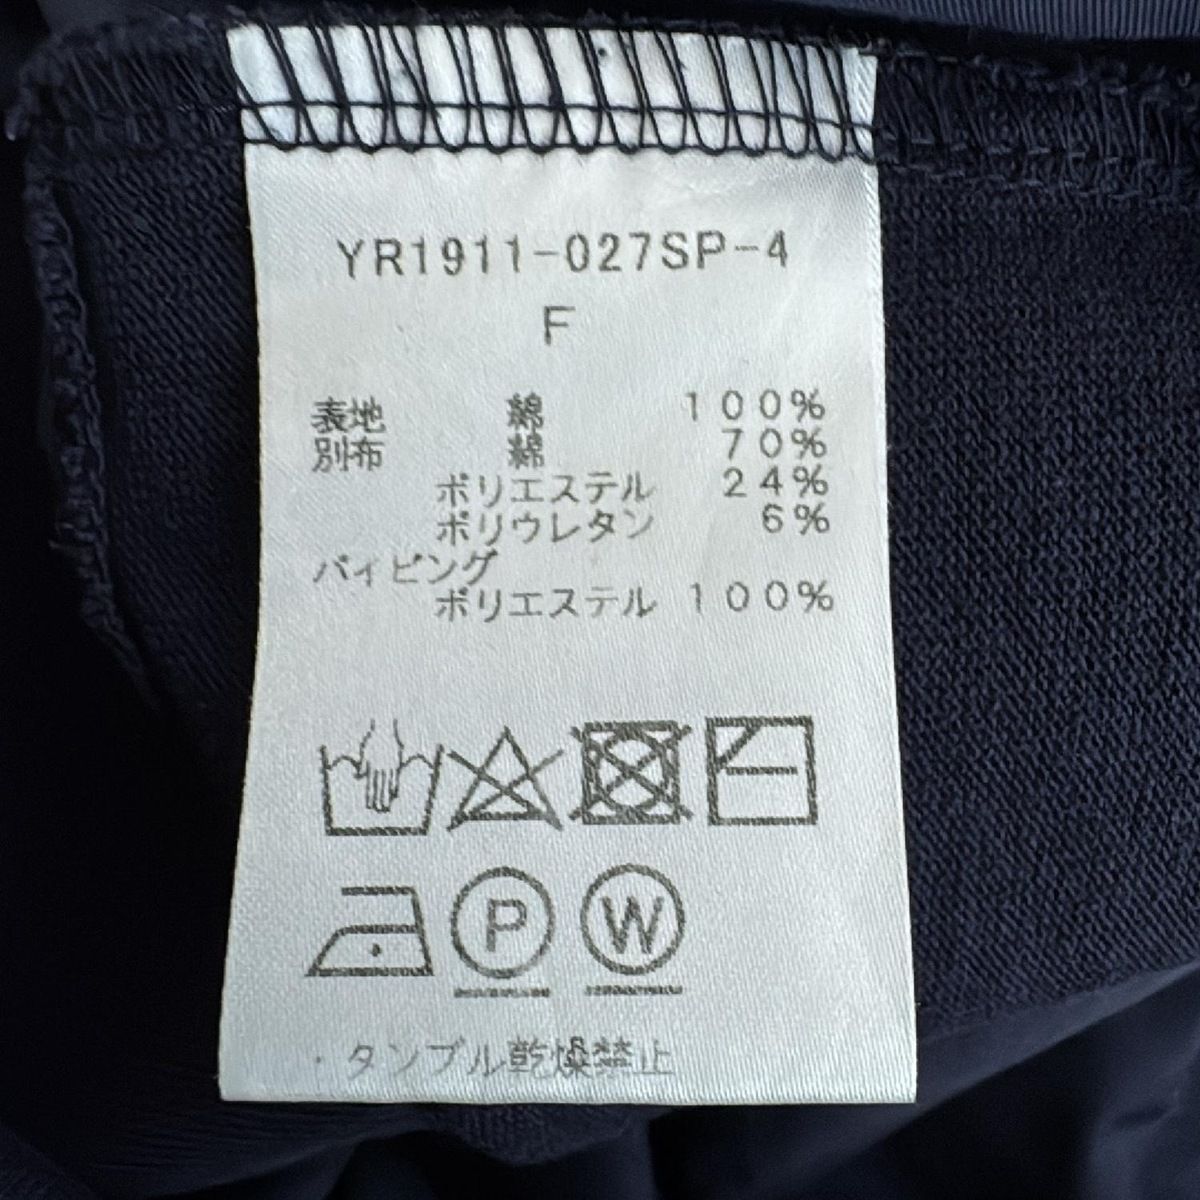 YR1911-027SP-4
F
表地 綿 100%
別布 綿 70%
ポリエステル 24%
ポリウレタン 6%
パイピング
ポリエステル 100%
P W
・タンブル乾燥禁止